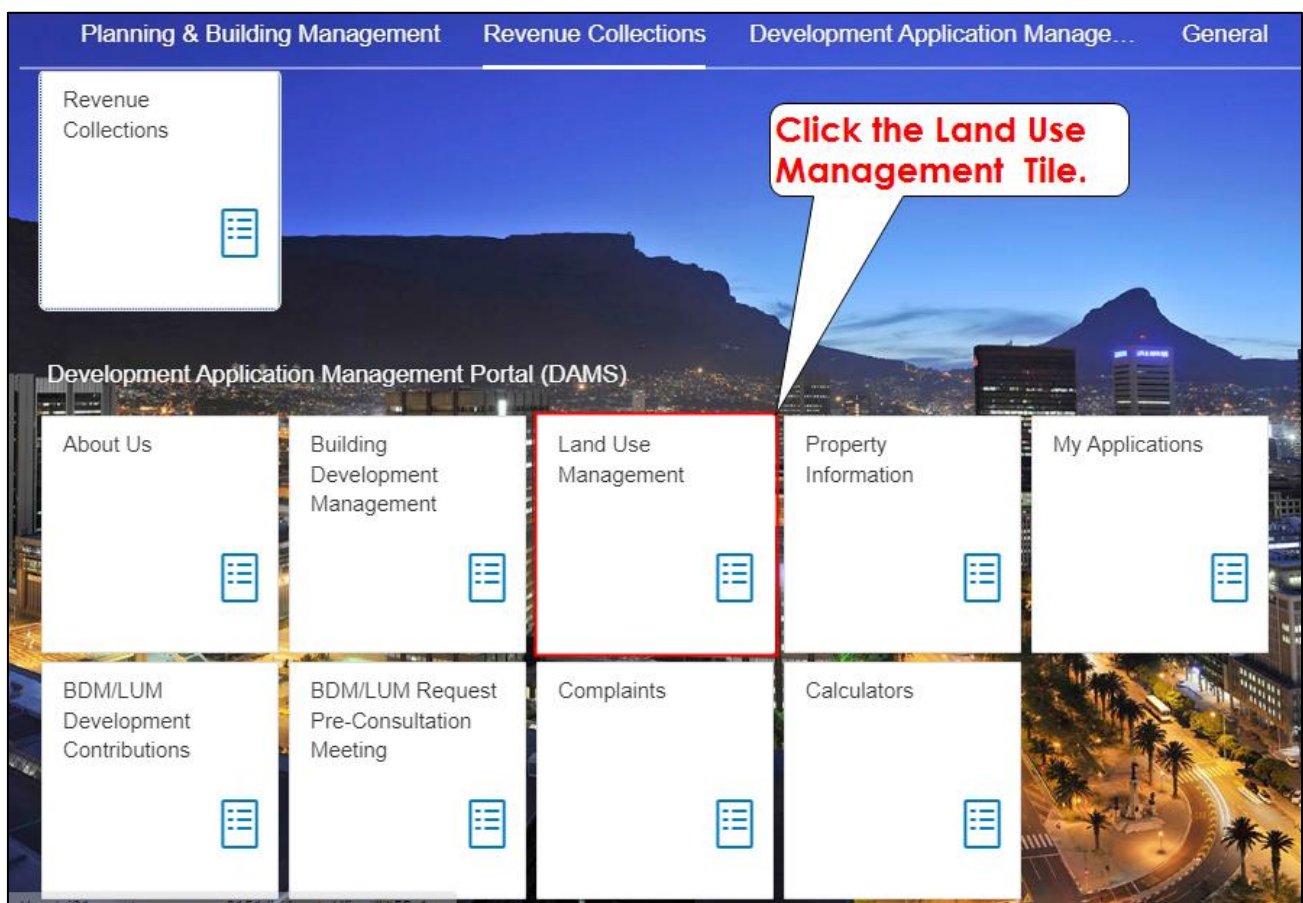 Planning & Building Management Revenue Collections Development Application Manage... General
Revenue
Collections
Click the Land Use
Management Tile.
Development Application Management Portal (DAMS)
About Us
Building
Development
Management
Land Use
Management
Property
Information
My Applications
BDM/LUM
Development
Contributions
BDM/LUM Request
Pre-Consultation
Meeting
Complaints
Calculators